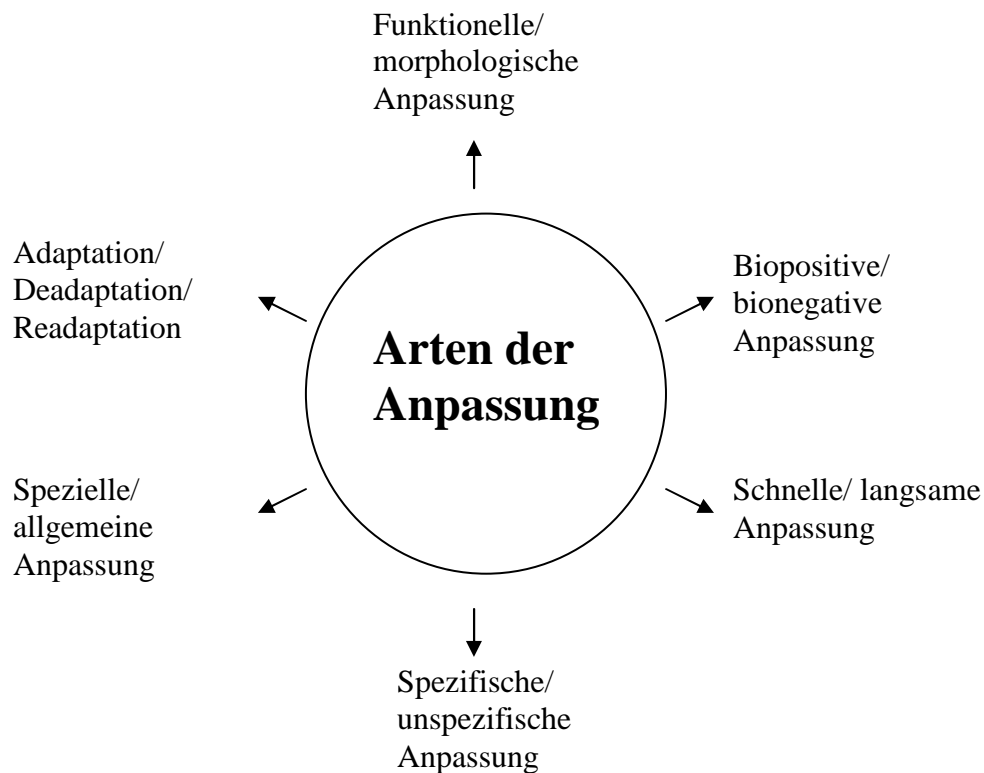 Funktionelle/
morphologische
Anpassung
Adaptation/
Deadaptation/
Readaptation
Biopositive/
bionegative
Anpassung
Arten der
Anpassung
Spezielle/
allgemeine
Anpassung
Schnelle/ langsame
Anpassung
Spezifische/
unspezifische
Anpassung